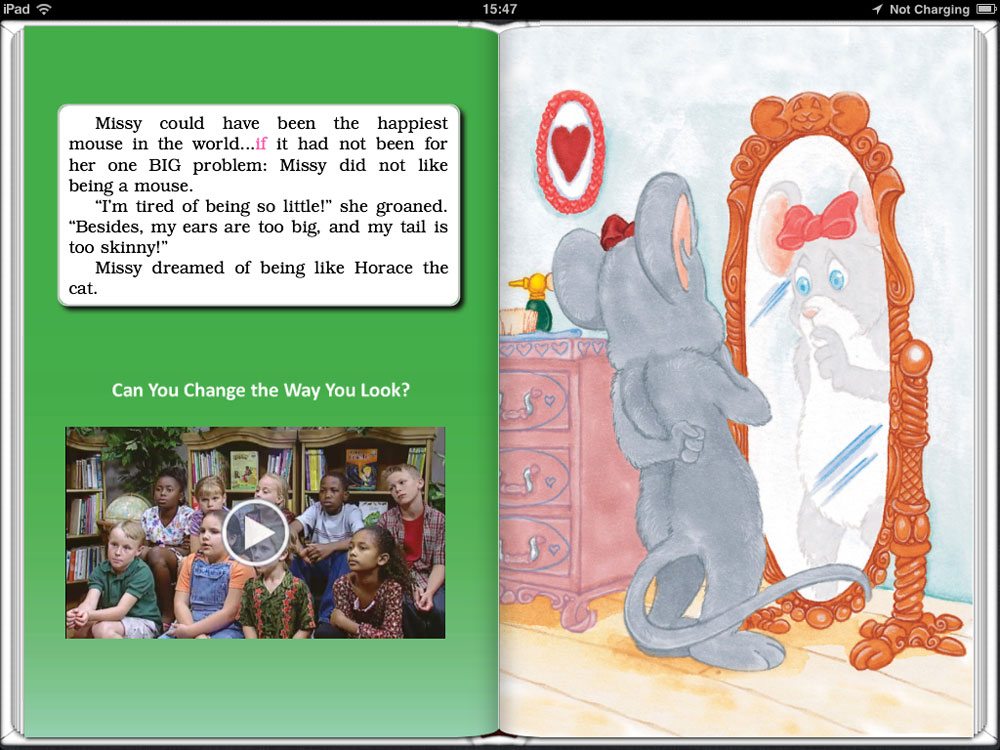 iPad 15:47 Not Charging
Missy could have been the happiest
mouse in the world...if it had not been for
her one BIG problem: Missy did not like
being a mouse.
“I'm tired of being so little!” she groaned.
“Besides, my ears are too big, and my tail is
too skinny!”
Missy dreamed of being like Horace the
cat.
Can You Change the Way You Look?